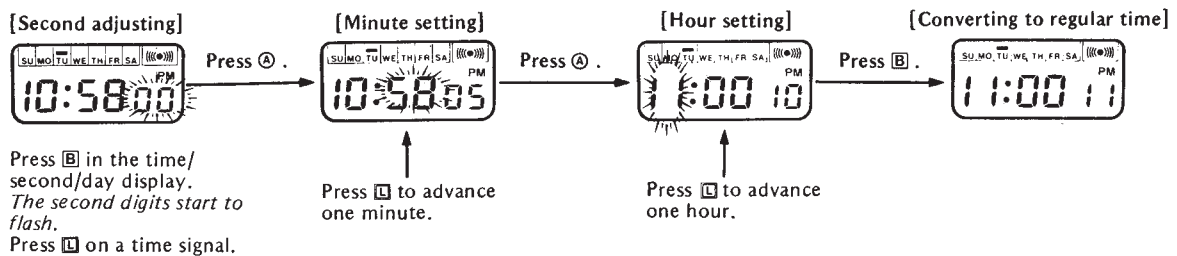 [Second adjusting]
SU MO TU WE TH FR SA
PM
10:58 00
Press Ⓐ .
[Minute setting]
SU MO TU WE TH FR SA
PM
10:58 05
Press Ⓐ .
[Hour setting]
SU MO TU WE TH FR SA
PM
11:00 10
Press 🄱 .
[Converting to regular time]
SU MO TU WE TH FR SA
PM
11:00 11
Press 🄱 in the time/
second/day display.
The second digits start to
flash.
Press 🄻 on a time signal.
Press 🄻 to advance
one minute.
Press 🄻 to advance
one hour.